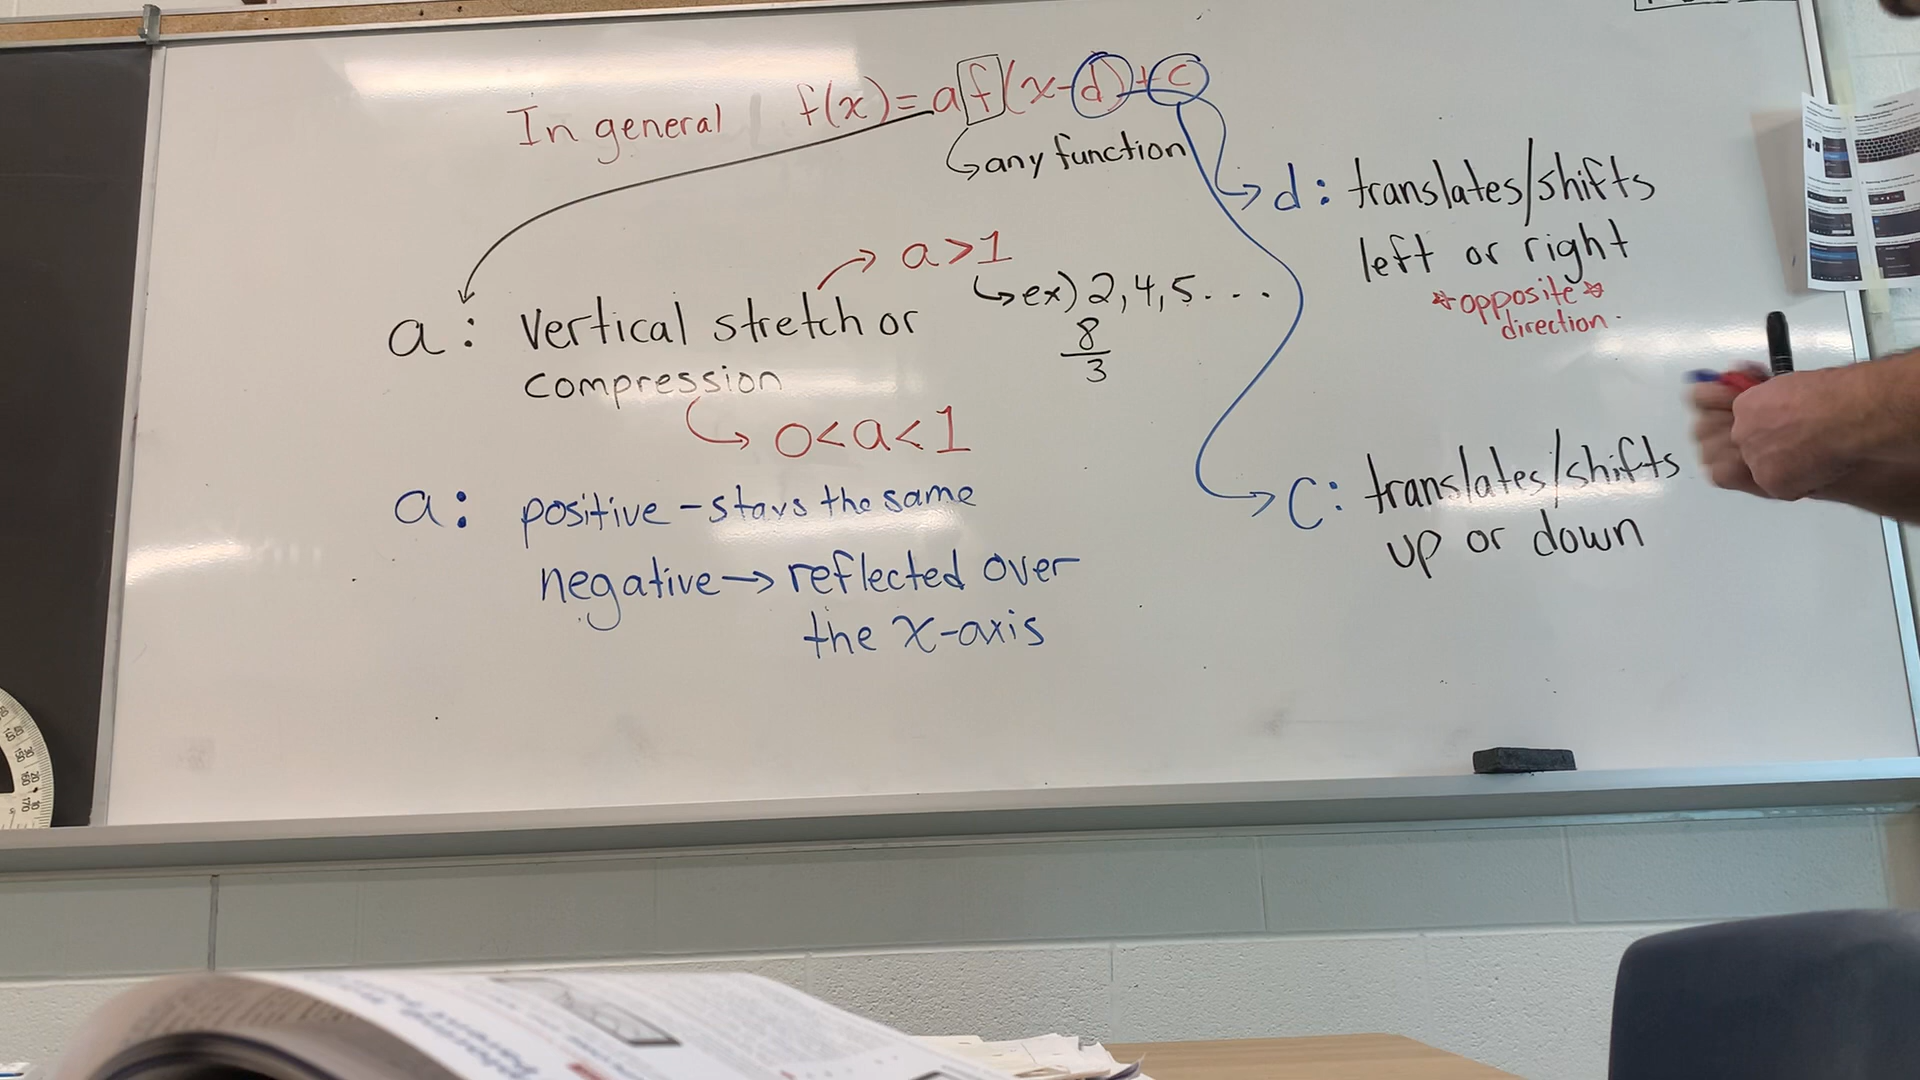 In general f(x)=af(x-d)+c
any function
a: vertical stretch or
compression
a>1
ex) 2,4,5...
8
3
0<a<1
a: positive - stays the same
negative → reflected over
the x-axis
d: translates/shifts
left or right
*opposite*
direction.
C: translates/shifts
up or down